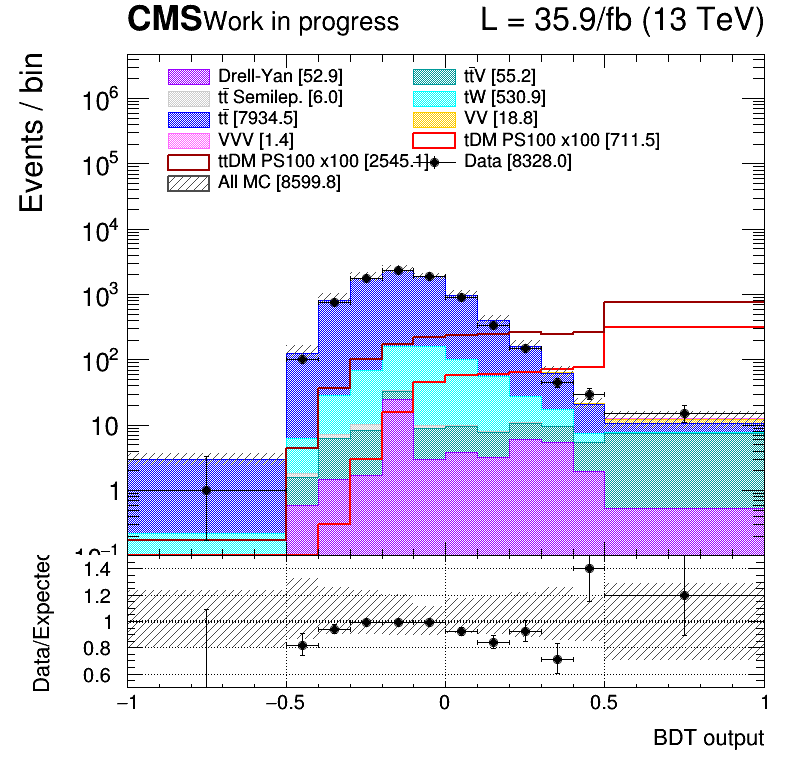 CMS Work in progress L = 35.9/fb (13 TeV)
Events / bin
Drell-Yan [52.9] tt̄V [55.2]
tt̄ Semilep. [6.0] tW [530.9]
tt̄ [7934.5] VV [18.8]
VVV [1.4] tDM PS100 x100 [711.5]
ttDM PS100 x100 [2545.1] Data [8328.0]
All MC [8599.8]
10⁶
10⁵
10⁴
10³
10²
10
1
10⁻¹
Data/Expected
1.4
1.2
1
0.8
0.6
−1 −0.5 0 0.5 1
BDT output